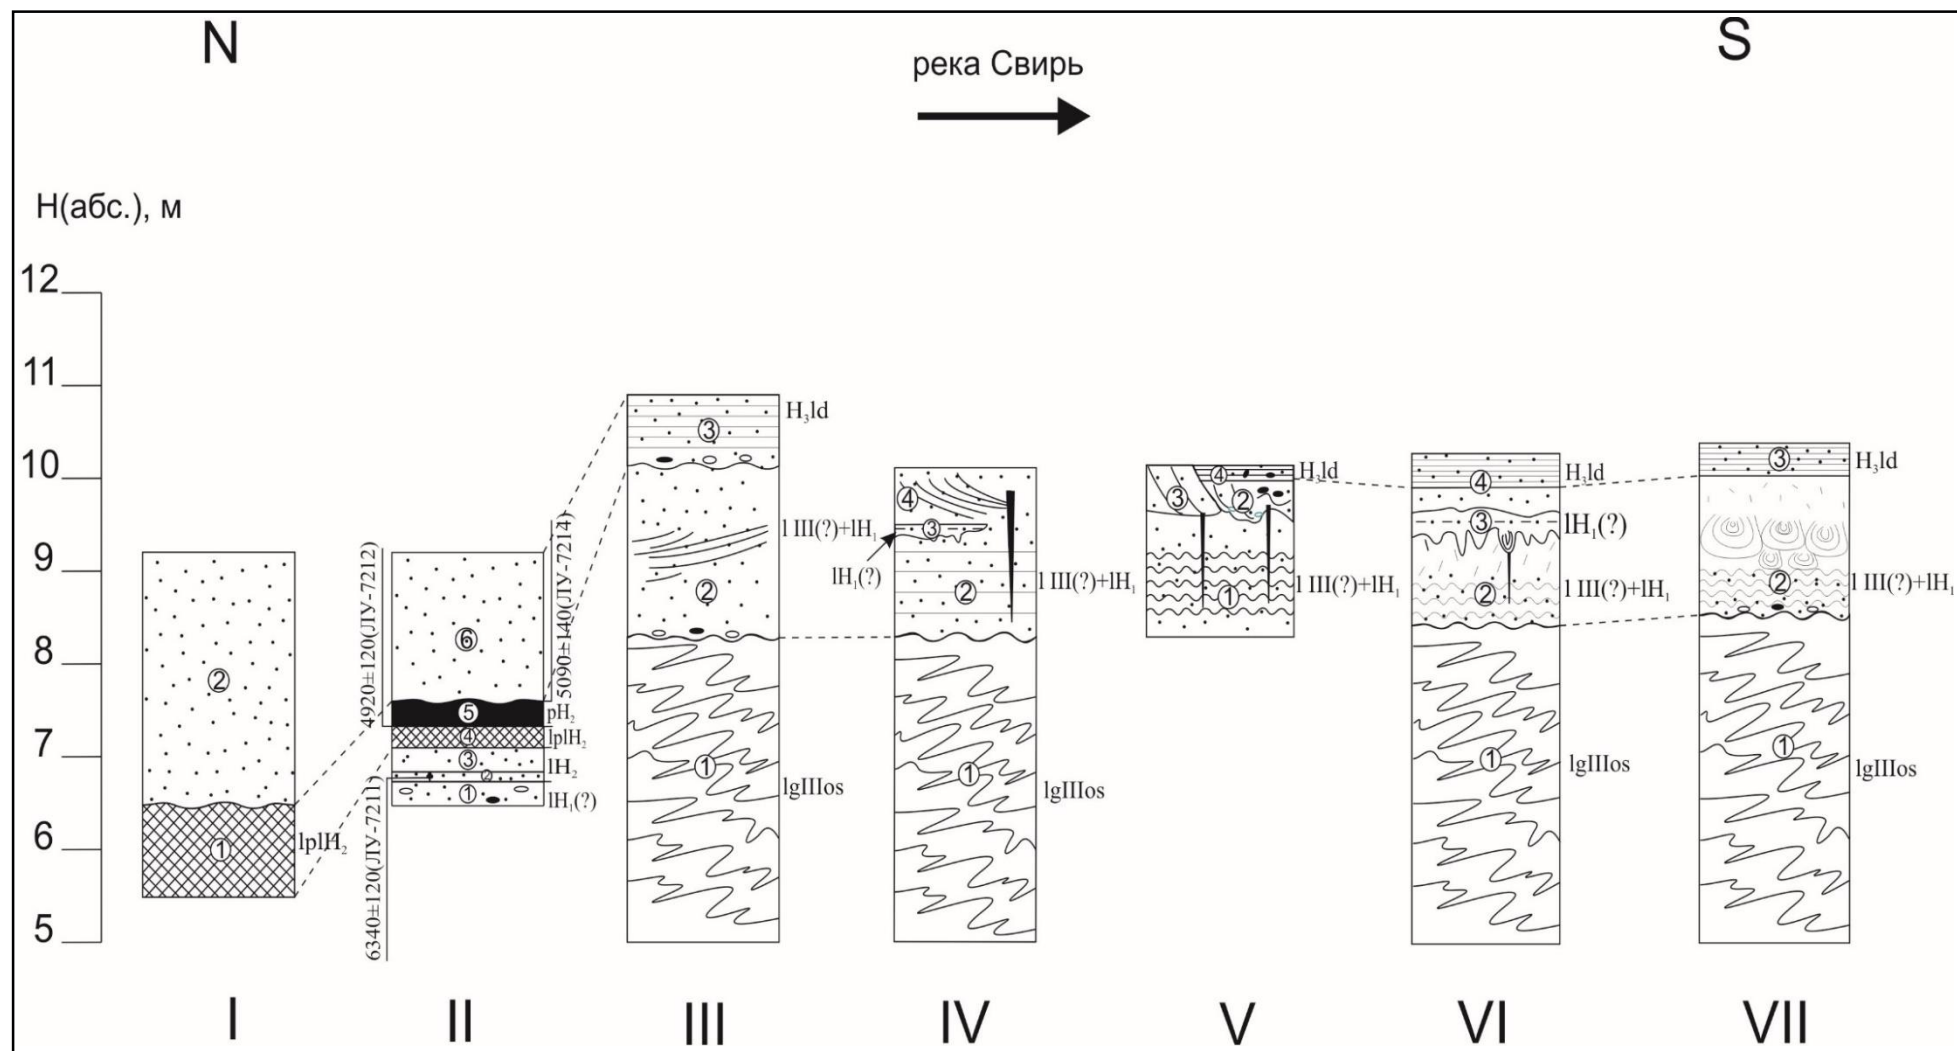 N
S
река Свирь
H(абс.), м
12
11
10
9
8
7
6
5
2
1
lplH₂
6
5
4
3
2
1
4920±120(ЛУ-7212)
5090±140(ЛУ-7214)
6340±120(ЛУ-7211)
pH₂
lplH₂
lH₂
lH₁(?)
3
2
1
H₃ld
l III(?)+lH₁
lgIIIos
4
3
2
1
lH₁(?)
l III(?)+lH₁
lgIIIos
4
3
2
1
H₃ld
l III(?)+lH₁
4
3
2
1
H₃ld
lH₁(?)
l III(?)+lH₁
lgIIIos
3
2
1
H₃ld
l III(?)+lH₁
lgIIIos
I
II
III
IV
V
VI
VII